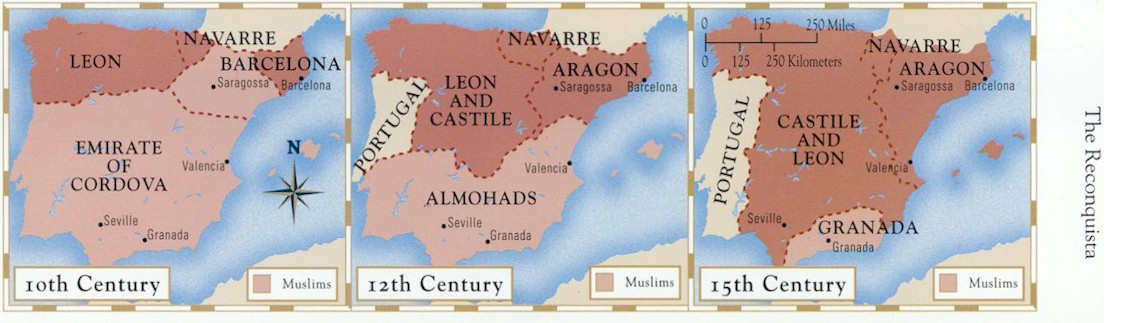 LEON
NAVARRE
BARCELONA
Saragossa
Barcelona
EMIRATE
OF
CORDOVA
Valencia
N
Seville
Granada
10th Century
Muslims
NAVARRE
ARAGON
Saragossa
Barcelona
LEON
AND
CASTILE
PORTUGAL
Valencia
ALMOHADS
Seville
Granada
12th Century
Muslims
0 125 250 Miles
0 125 250 Kilometers
NAVARRE
ARAGON
Saragossa
Barcelona
PORTUGAL
CASTILE
AND
LEON
Valencia
Seville
GRANADA
Granada
15th Century
Muslims
The Reconquista